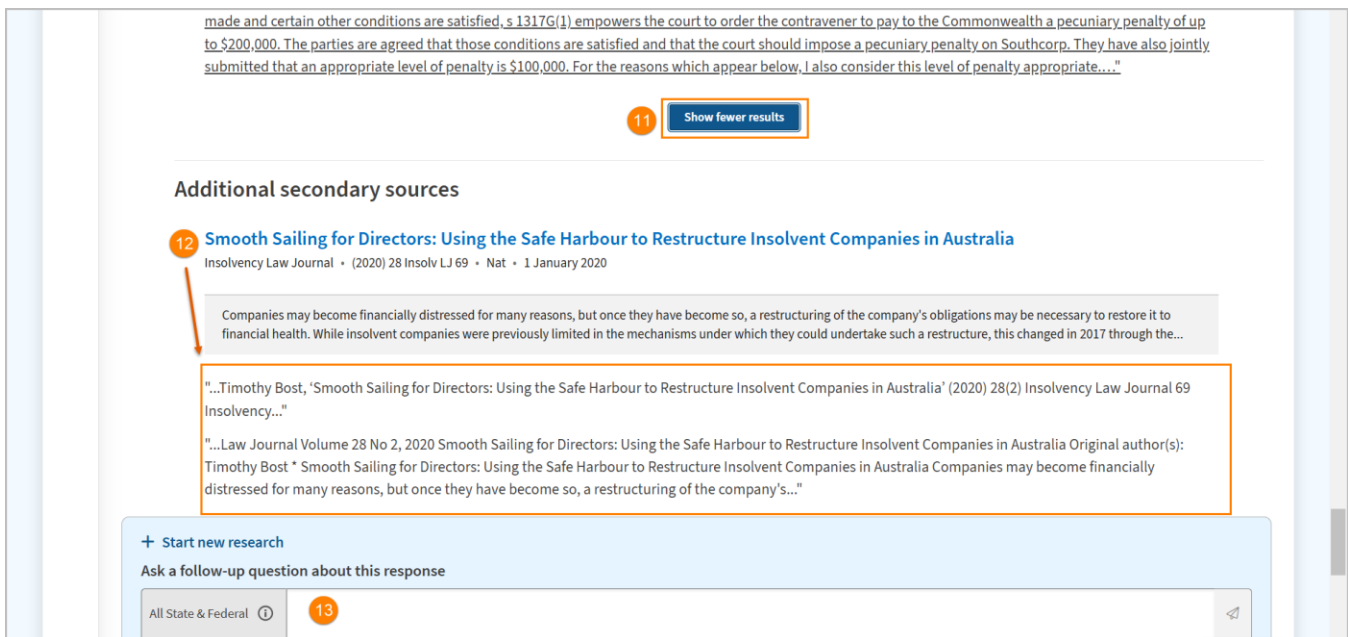 made and certain other conditions are satisfied, s 1317G(1) empowers the court to order the contravener to pay to the Commonwealth a pecuniary penalty of up
to $200,000. The parties are agreed that those conditions are satisfied and that the court should impose a pecuniary penalty on Southcorp. They have also jointly
submitted that an appropriate level of penalty is $100,000. For the reasons which appear below, I also consider this level of penalty appropriate.…"
11 Show fewer results
Additional secondary sources
12 Smooth Sailing for Directors: Using the Safe Harbour to Restructure Insolvent Companies in Australia
Insolvency Law Journal • (2020) 28 Insolv LJ 69 • Nat • 1 January 2020
Companies may become financially distressed for many reasons, but once they have become so, a restructuring of the company's obligations may be necessary to restore it to
financial health. While insolvent companies were previously limited in the mechanisms under which they could undertake such a restructure, this changed in 2017 through the...
"...Timothy Bost, ‘Smooth Sailing for Directors: Using the Safe Harbour to Restructure Insolvent Companies in Australia’ (2020) 28(2) Insolvency Law Journal 69
Insolvency..."
"...Law Journal Volume 28 No 2, 2020 Smooth Sailing for Directors: Using the Safe Harbour to Restructure Insolvent Companies in Australia Original author(s):
Timothy Bost * Smooth Sailing for Directors: Using the Safe Harbour to Restructure Insolvent Companies in Australia Companies may become financially
distressed for many reasons, but once they have become so, a restructuring of the company's..."
+ Start new research
Ask a follow-up question about this response
All State & Federal 13